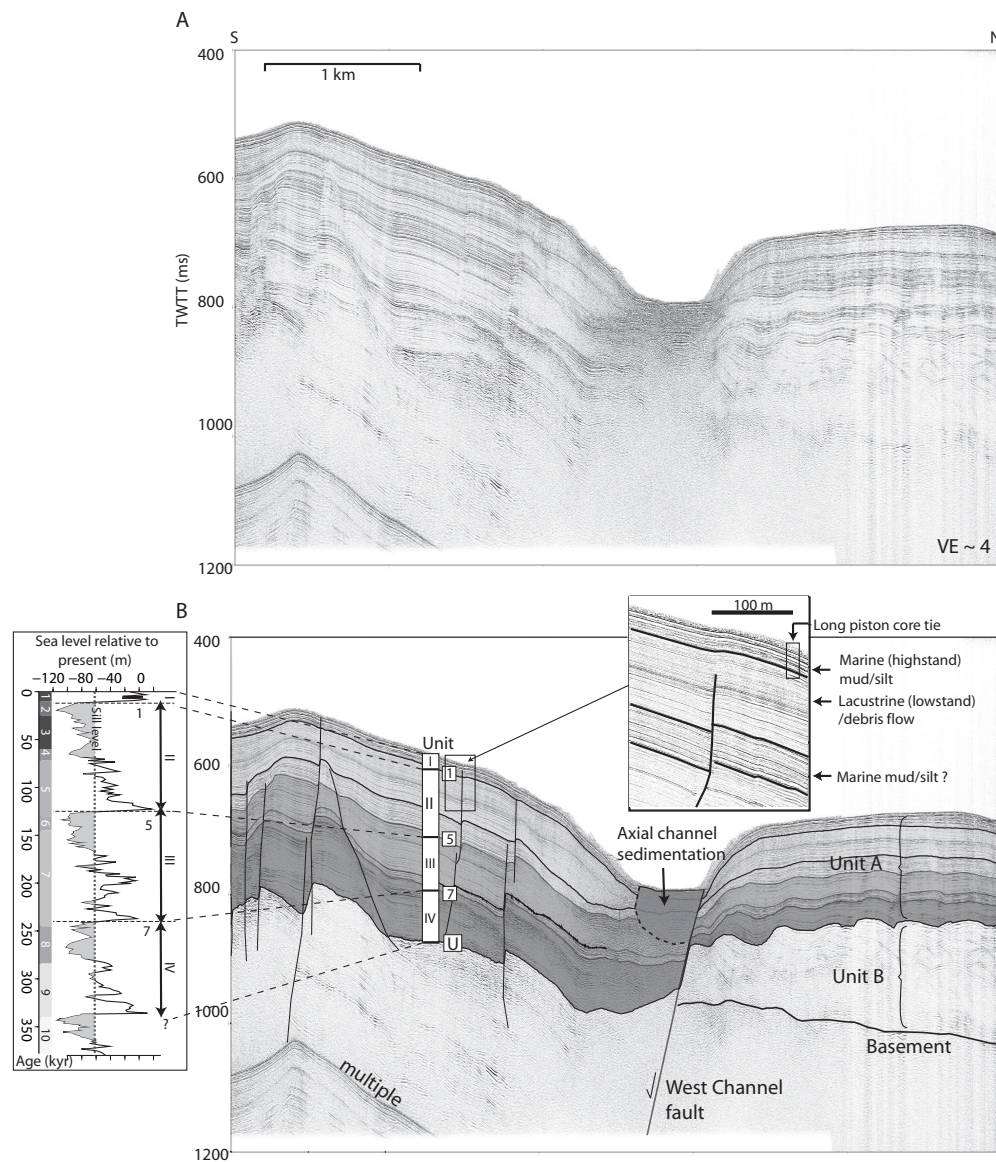 A
S
N
400
1 km
600
TWTT (ms)
800
1000
VE ~ 4
1200
B
400
600
800
1000
1200
Sea level relative to
present (m)
−120 −80 −40 0
0
50
100
150
200
250
300
350
Age (kyr)
1
2
3
4
5
6
7
8
9
10
Sill level
1
5
7
?
I
II
III
IV
Unit
I
II
III
IV
1
5
7
U
100 m
Long piston core tie
Marine (highstand)
mud/silt
Lacustrine (lowstand)
/debris flow
Marine mud/silt ?
Axial channel
sedimentation
Unit A
Unit B
Basement
West Channel
fault
multiple